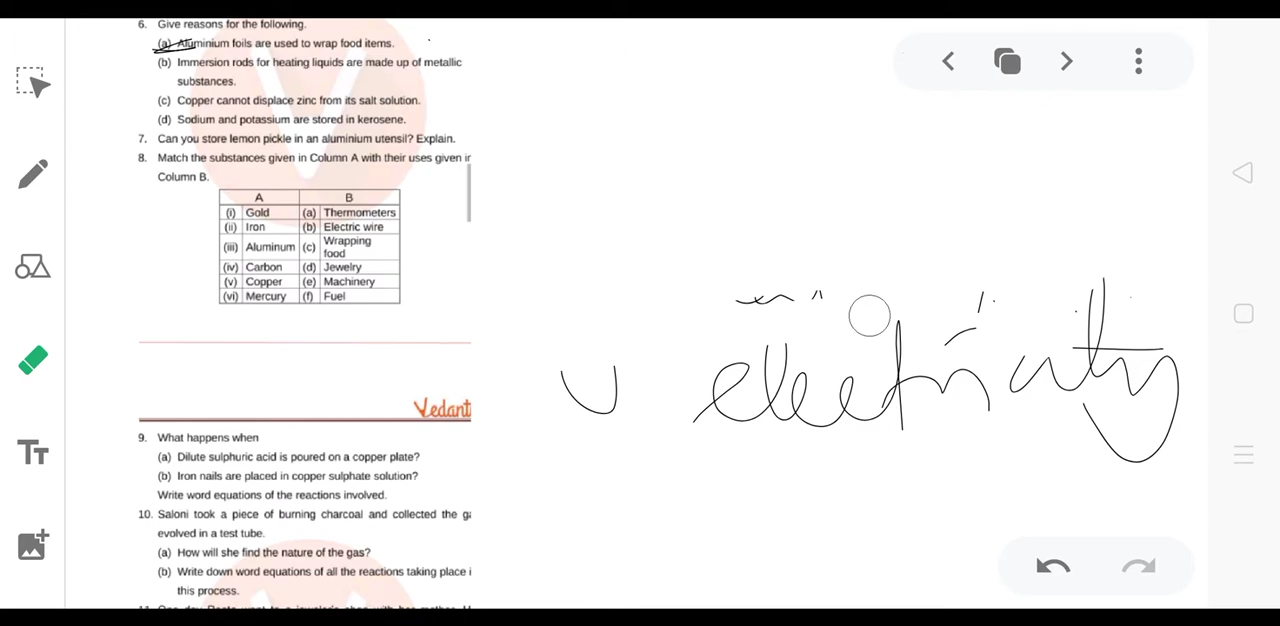 6. Give reasons for the following.
(a) Aluminium foils are used to wrap food items.
(b) Immersion rods for heating liquids are made up of metallic
substances.
(c) Copper cannot displace zinc from its salt solution.
(d) Sodium and potassium are stored in kerosene.
7. Can you store lemon pickle in an aluminium utensil? Explain.
8. Match the substances given in Column A with their uses given in
Column B.
A B
(i) Gold (a) Thermometers
(ii) Iron (b) Electric wire
(iii) Aluminum (c) Wrapping
food
(iv) Carbon (d) Jewelry
(v) Copper (e) Machinery
(vi) Mercury (f) Fuel
Vedant
9. What happens when
(a) Dilute sulphuric acid is poured on a copper plate?
(b) Iron nails are placed in copper sulphate solution?
Write word equations of the reactions involved.
10. Saloni took a piece of burning charcoal and collected the ga
evolved in a test tube.
(a) How will she find the nature of the gas?
(b) Write down word equations of all the reactions taking place i
this process.
electricity
TT